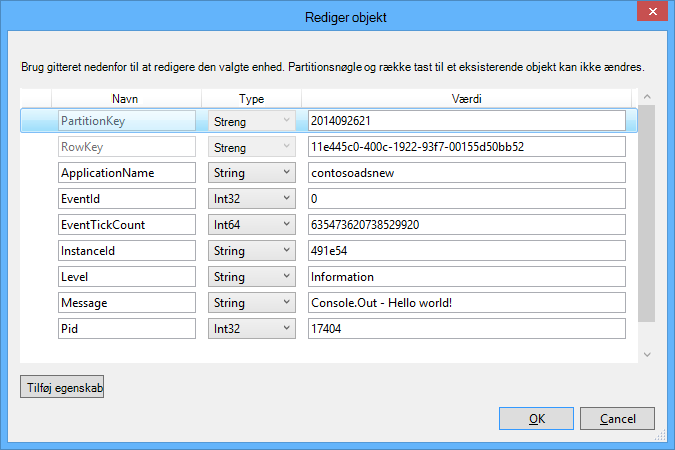 Rediger objekt
Brug gitteret nedenfor til at redigere den valgte enhed. Partitionsnøgle og række tast til et eksisterende objekt kan ikke ændres.
Navn Type Værdi
PartitionKey Streng 2014092621
RowKey Streng 11e445c0-400c-1922-93f7-00155d50bb52
ApplicationName String contosoadsnew
EventId Int32 0
EventTickCount Int64 635473620738529920
InstanceId String 491e54
Level String Information
Message String Console.Out - Hello world!
Pid Int32 17404
Tilføj egenskab
OK Cancel